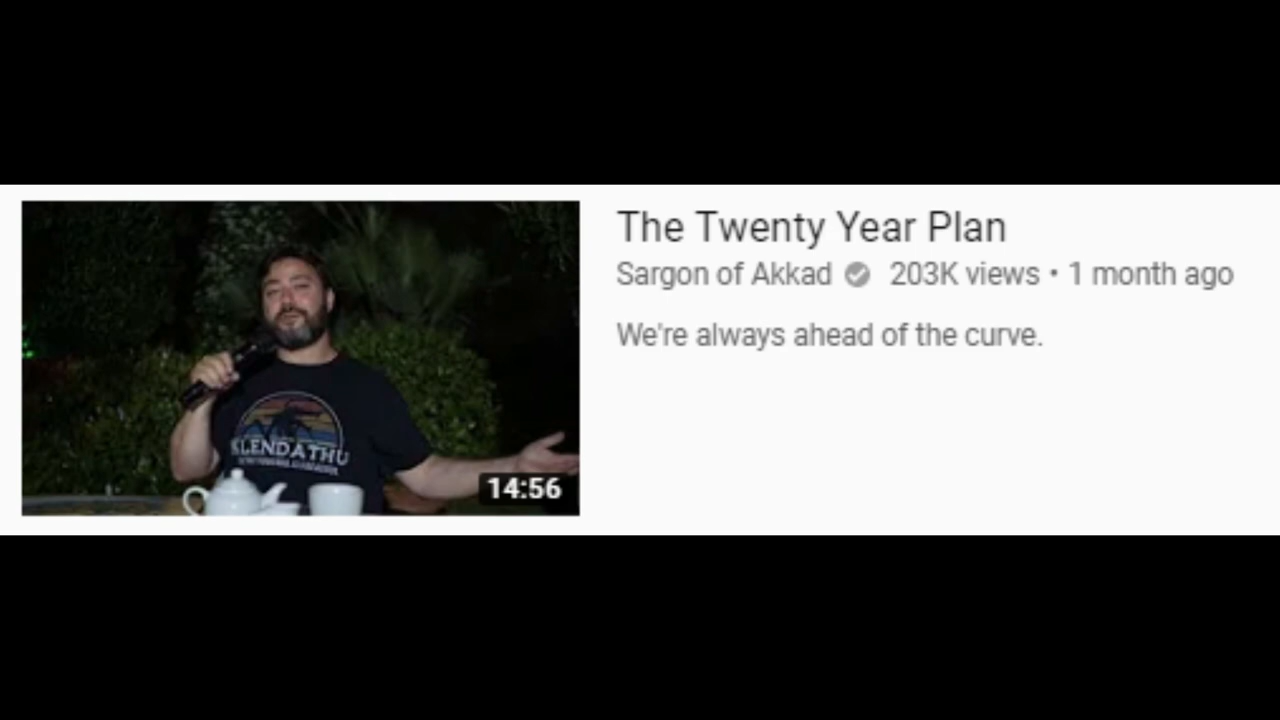 The Twenty Year Plan
Sargon of Akkad 203K views • 1 month ago
We're always ahead of the curve.
KLENDATHU
14:56